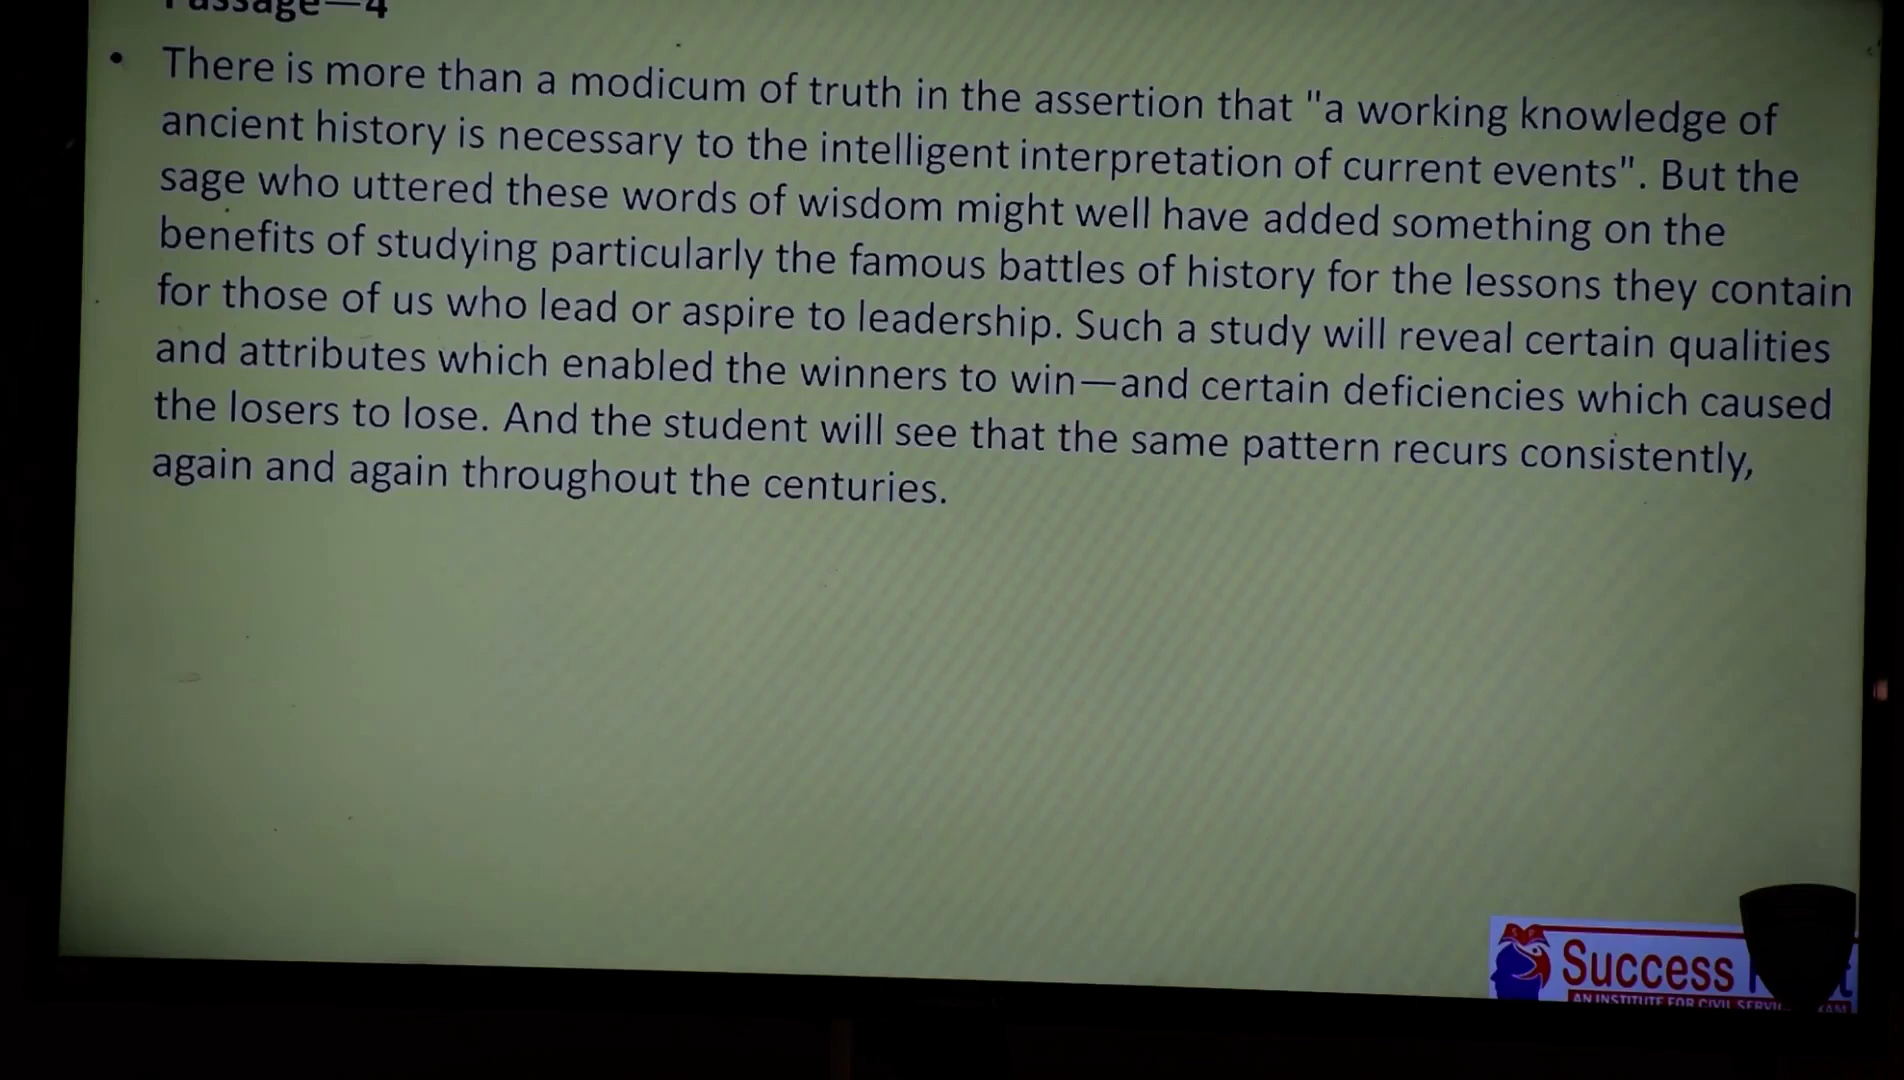 Passage—4
• There is more than a modicum of truth in the assertion that "a working knowledge of
ancient history is necessary to the intelligent interpretation of current events". But the
sage who uttered these words of wisdom might well have added something on the
benefits of studying particularly the famous battles of history for the lessons they contain
for those of us who lead or aspire to leadership. Such a study will reveal certain qualities
and attributes which enabled the winners to win—and certain deficiencies which caused
the losers to lose. And the student will see that the same pattern recurs consistently,
again and again throughout the centuries.
Success
AN INSTITUTE FOR CIVIL